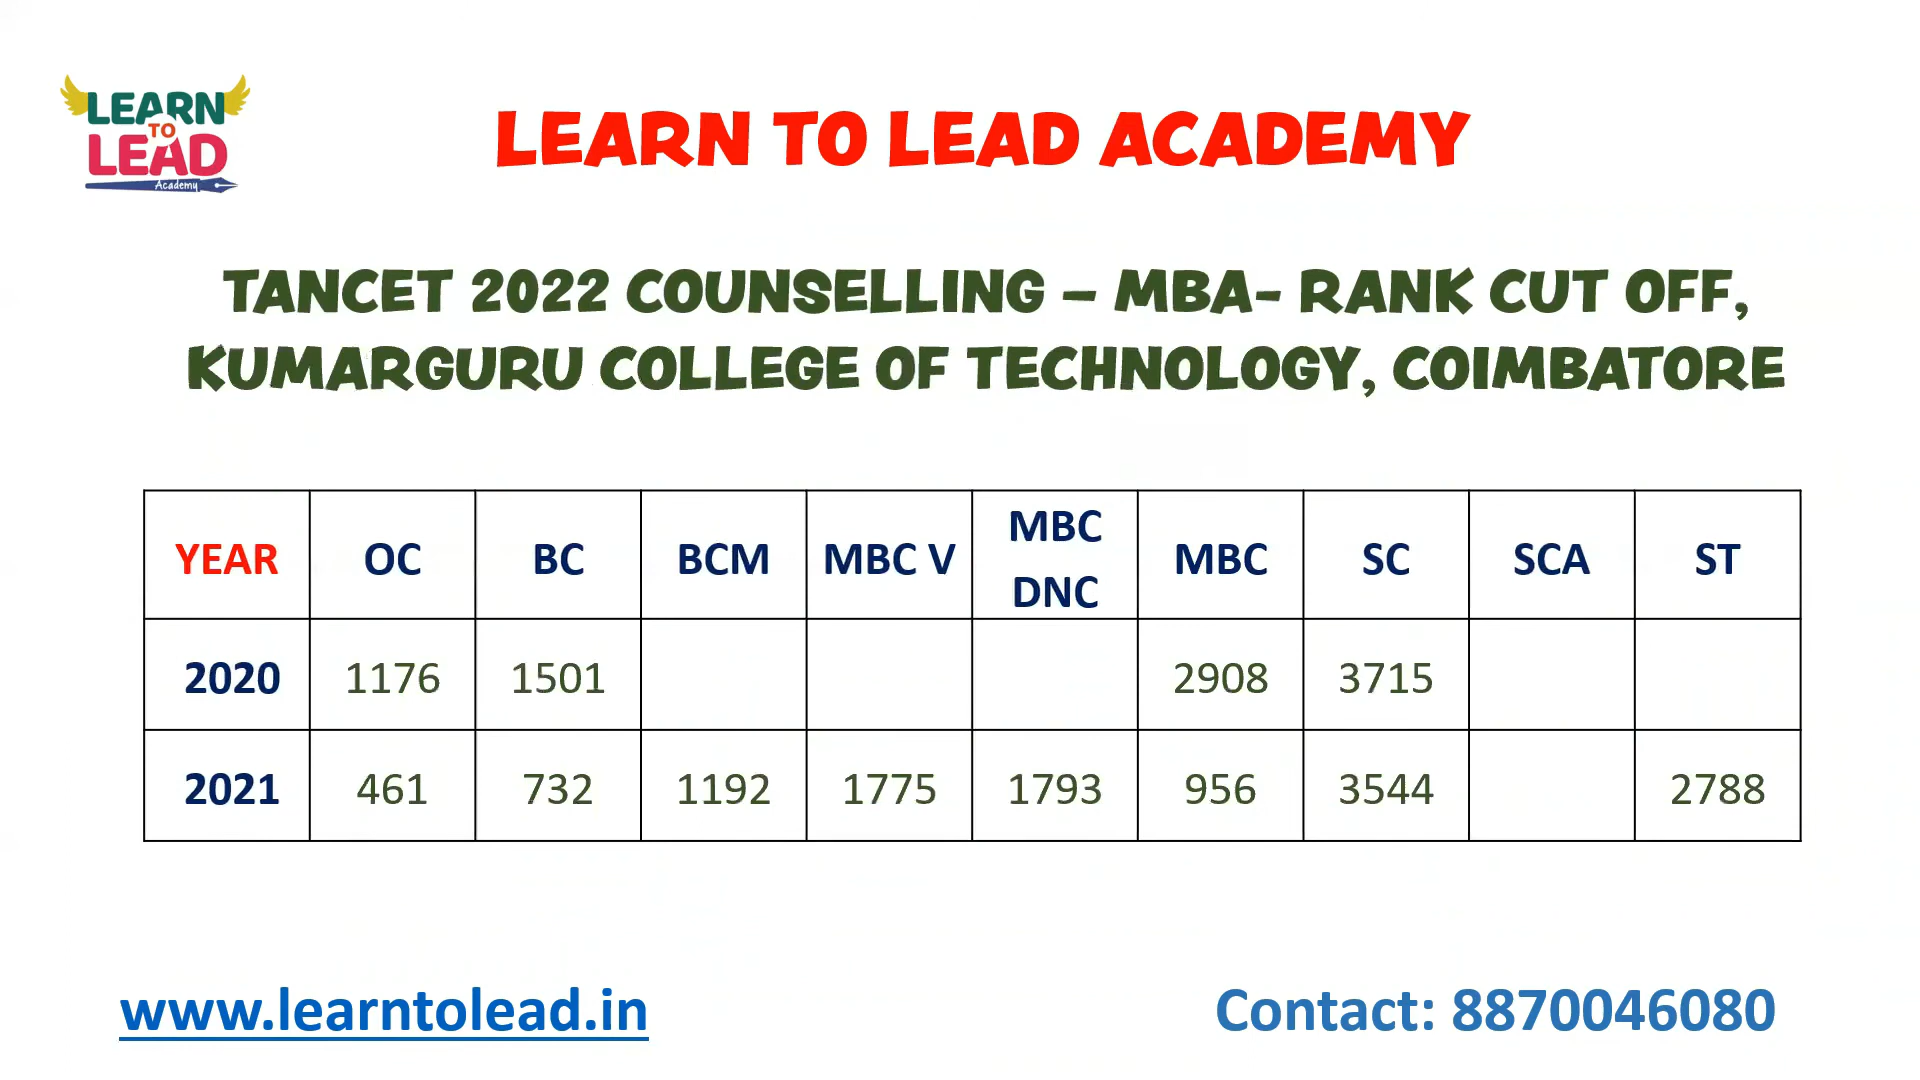 LEARN
TO
LEAD
Academy
LEARN TO LEAD ACADEMY
TANCET 2022 COUNSELLING – MBA- RANK CUT OFF,
KUMARGURU COLLEGE OF TECHNOLOGY, COIMBATORE
YEAR OC BC BCM MBC V MBC DNC MBC SC SCA ST
2020 1176 1501 2908 3715
2021 461 732 1192 1775 1793 956 3544 2788
www.learntolead.in
Contact: 8870046080